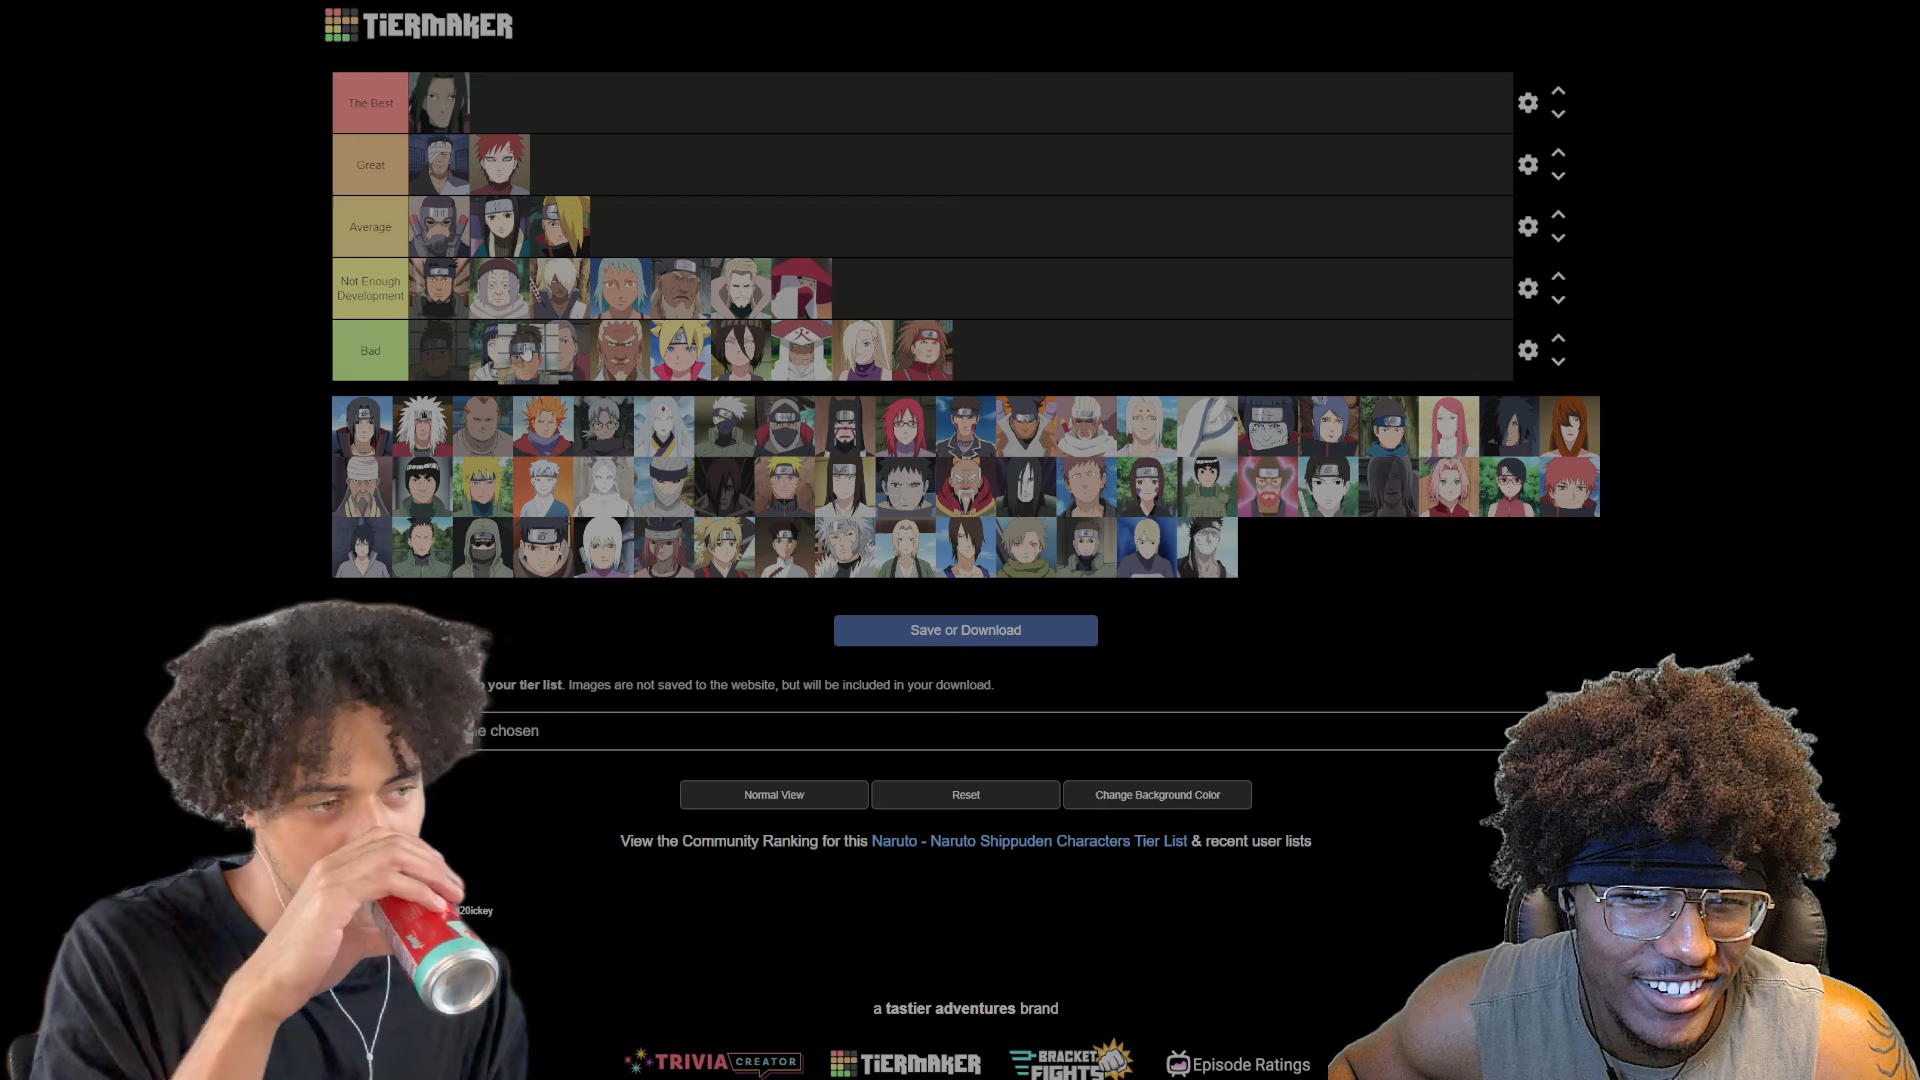 TiERMAKER
The Best
Great
Average
Not Enough
Development
Bad
火
Save or Download
your tier list. Images are not saved to the website, but will be included in your download.
chosen
Normal View
Reset
Change Background Color
View the Community Ranking for this Naruto - Naruto Shippuden Characters Tier List & recent user lists
20ickey
a tastier adventures brand
TRIVIA CREATOR
TiERMAKER
BRACKET FIGHTS
Episode Ratings